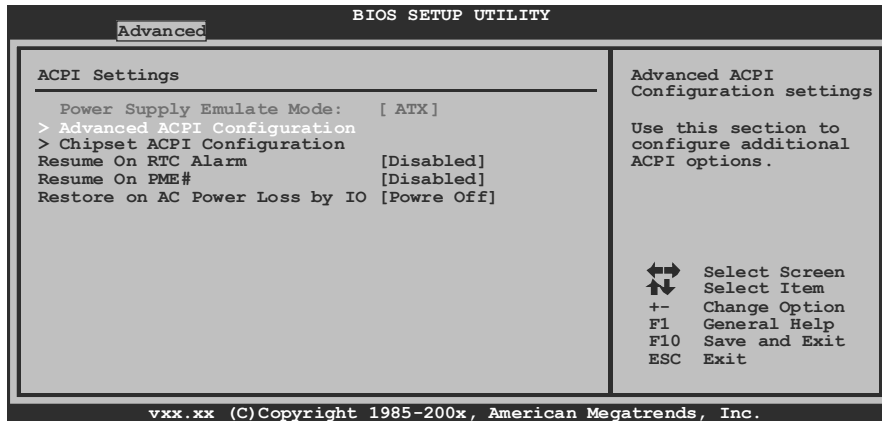 BIOS SETUP UTILITY
Advanced
ACPI Settings
Power Supply Emulate Mode: [ ATX]
> Advanced ACPI Configuration
> Chipset ACPI Configuration
Resume On RTC Alarm [Disabled]
Resume On PME# [Disabled]
Restore on AC Power Loss by IO [Powre Off]
Advanced ACPI
Configuration settings
Use this section to
configure additional
ACPI options.
Select Screen
Select Item
+- Change Option
F1 General Help
F10 Save and Exit
ESC Exit
vxx.xx (C)Copyright 1985-200x, American Megatrends, Inc.